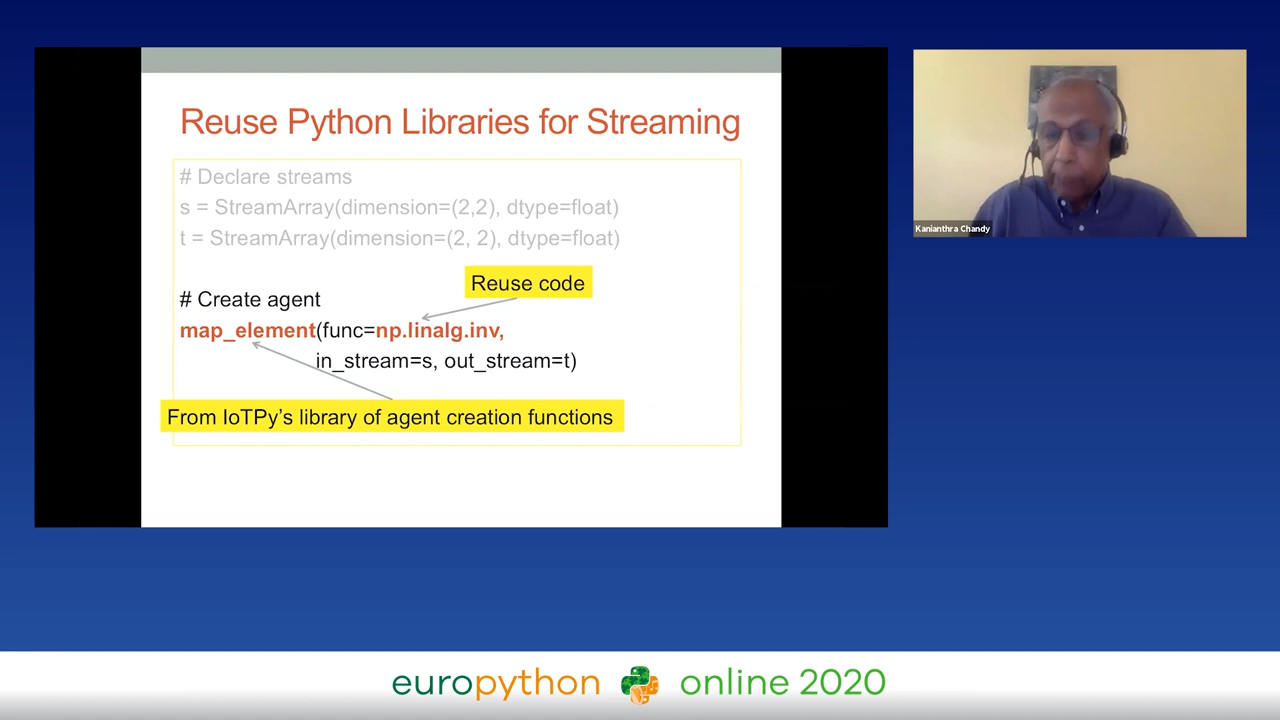 Reuse Python Libraries for Streaming
# Declare streams
s = StreamArray(dimension=(2,2), dtype=float)
t = StreamArray(dimension=(2, 2), dtype=float)
Reuse code
# Create agent
map_element(func=np.linalg.inv,
in_stream=s, out_stream=t)
From IoTPy's library of agent creation functions
Kanianthra Chandy
europython online 2020